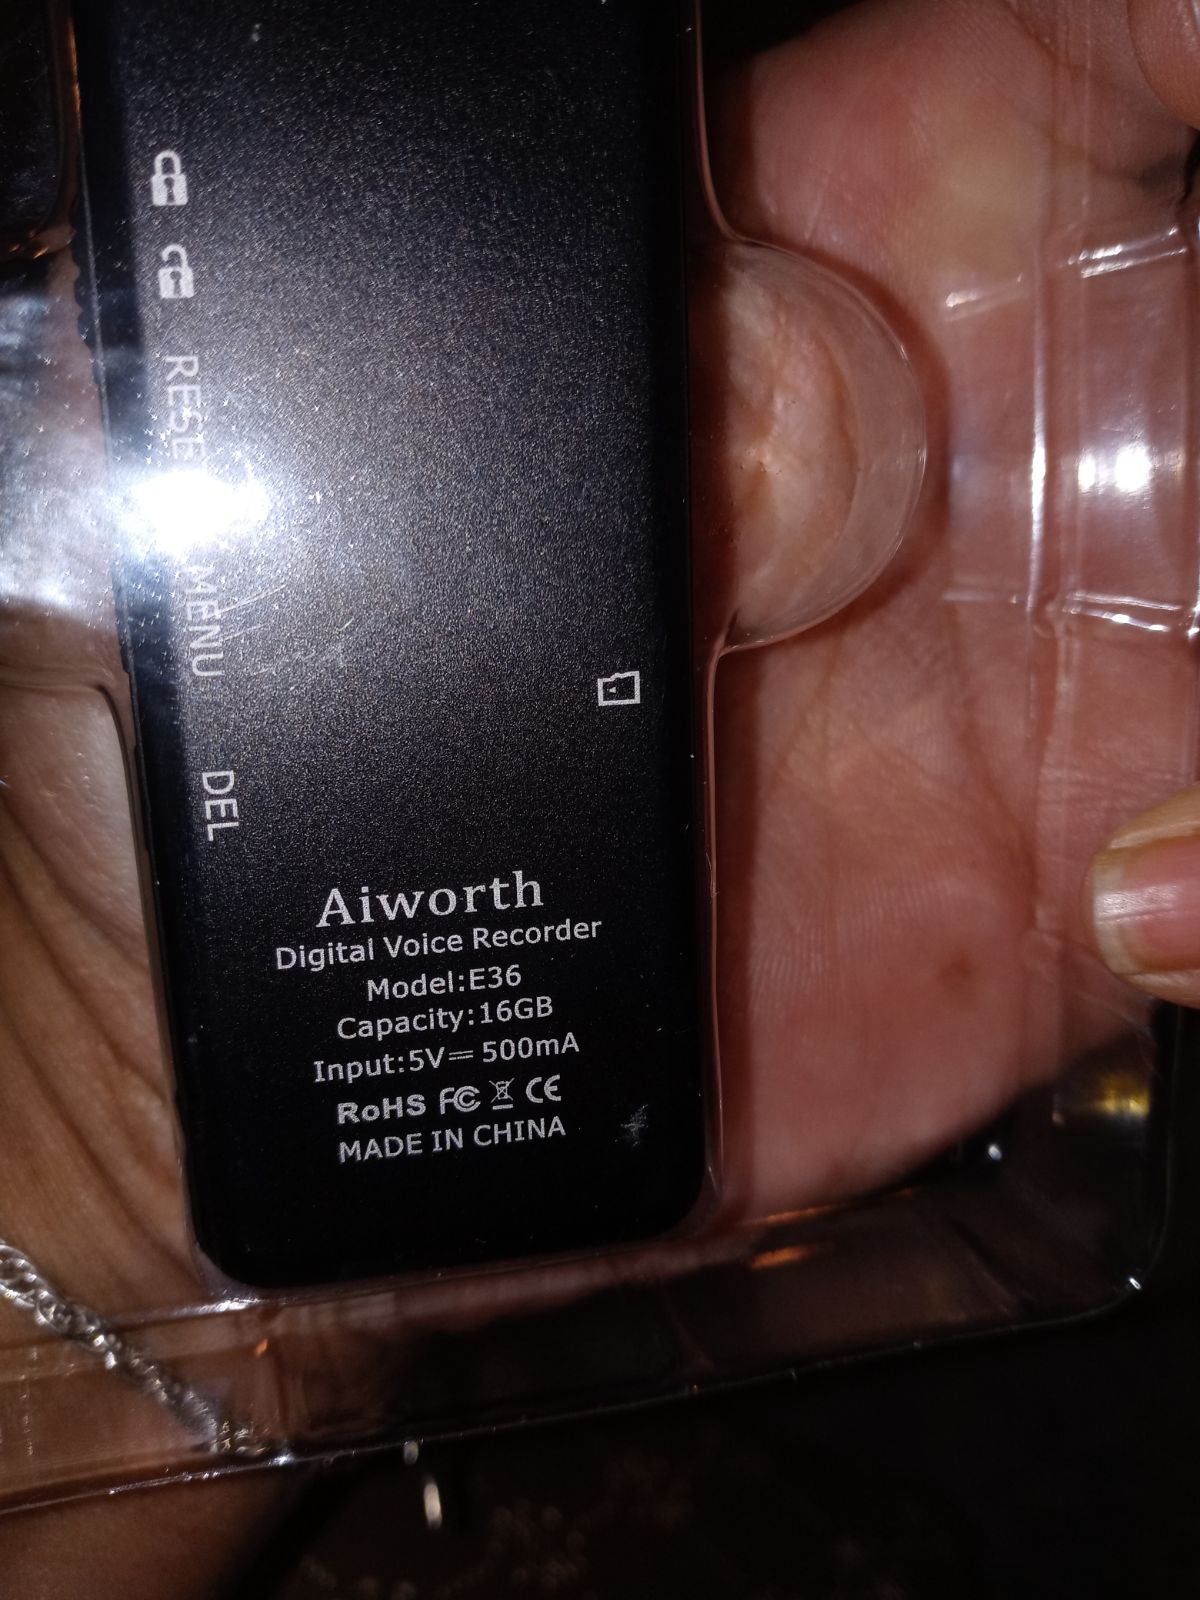 MENU
DEL
Aiworth
Digital Voice Recorder
Model:E36
Capacity:16GB
Input:5V⎓500mA
RoHS FC CE
MADE IN CHINA